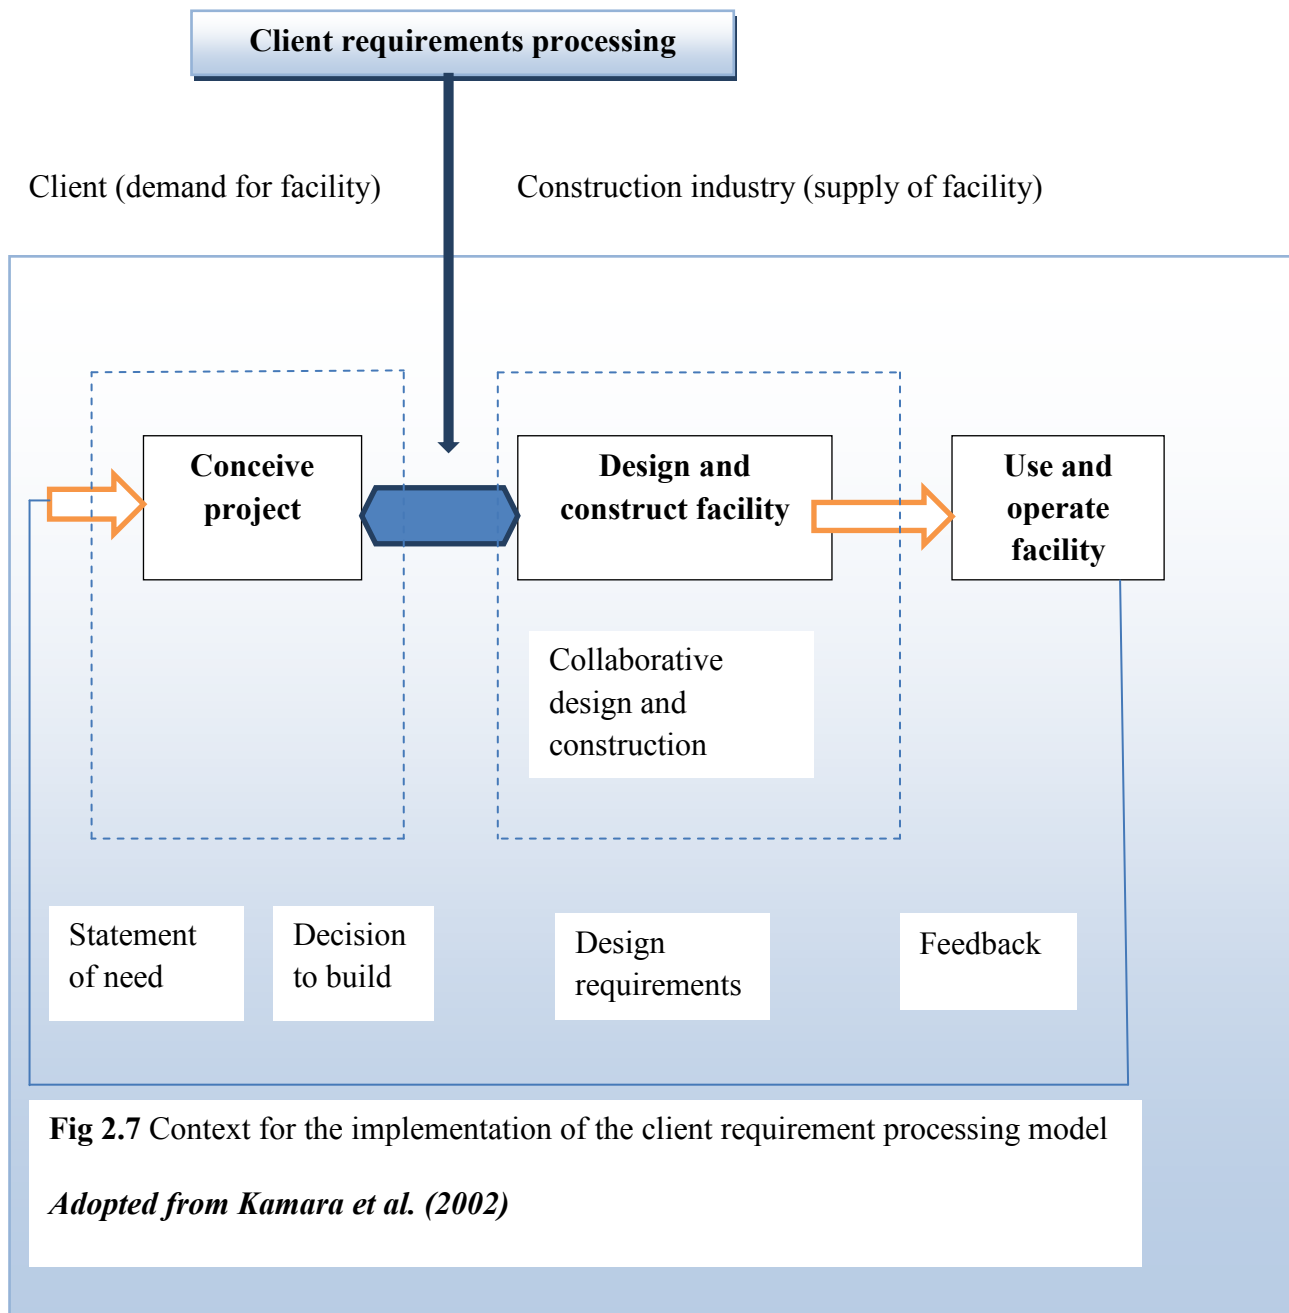 Client requirements processing
Client (demand for facility)
Construction industry (supply of facility)
Conceive
project
Design and
construct facility
Use and
operate
facility
Collaborative
design and
construction
Statement
of need
Decision
to build
Design
requirements
Feedback
Fig 2.7 Context for the implementation of the client requirement processing model
Adopted from Kamara et al. (2002)